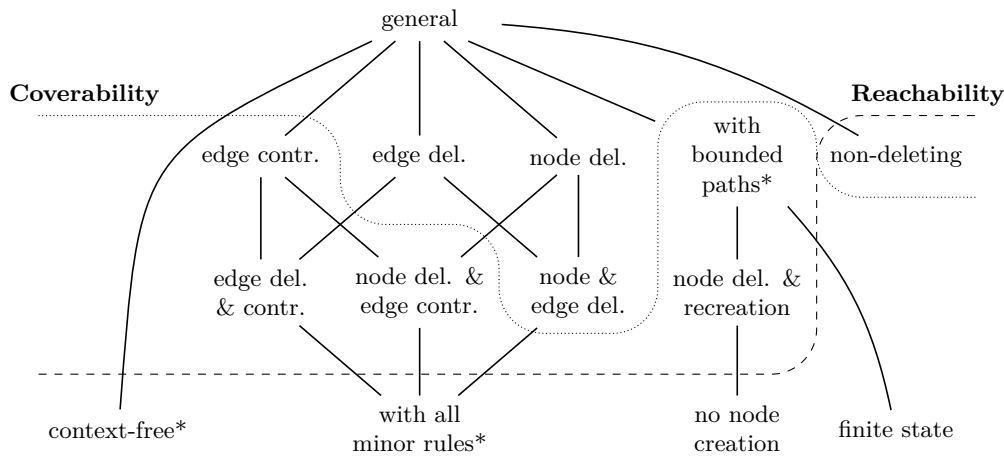 general
Coverability
Reachability
edge contr.
edge del.
node del.
with
bounded
paths*
non-deleting
edge del.
& contr.
node del. &
edge contr.
node &
edge del.
node del. &
recreation
context-free*
with all
minor rules*
no node
creation
finite state